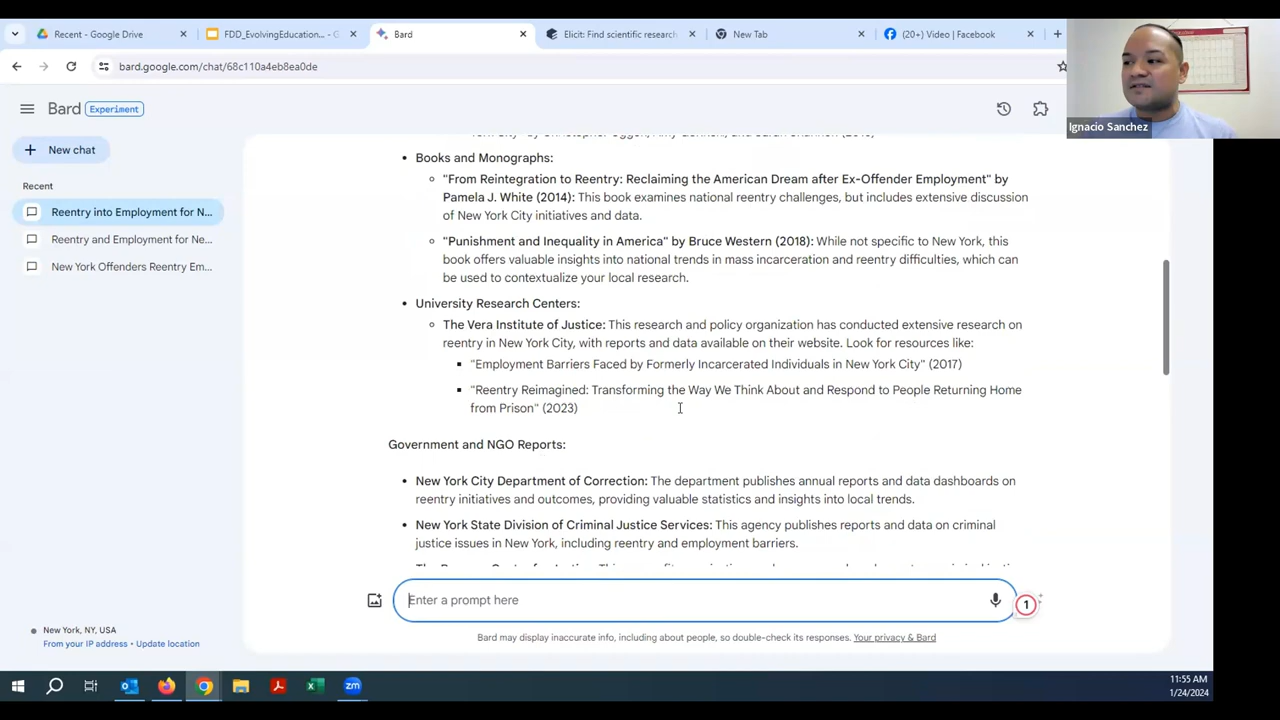 Recent - Google Drive
FDD_EvolvingEducation... - G
Bard
Elicit: Find scientific research
New Tab
(20+) Video | Facebook
bard.google.com/chat/68c110a4eb8ea0de
Ignacio Sanchez
Bard Experiment
New chat
Recent
Reentry into Employment for N...
Reentry and Employment for Ne...
New York Offenders Reentry Em...
Books and Monographs:
"From Reintegration to Reentry: Reclaiming the American Dream after Ex-Offender Employment" by
Pamela J. White (2014): This book examines national reentry challenges, but includes extensive discussion
of New York City initiatives and data.
"Punishment and Inequality in America" by Bruce Western (2018): While not specific to New York, this
book offers valuable insights into national trends in mass incarceration and reentry difficulties, which can
be used to contextualize your local research.
University Research Centers:
The Vera Institute of Justice: This research and policy organization has conducted extensive research on
reentry in New York City, with reports and data available on their website. Look for resources like:
"Employment Barriers Faced by Formerly Incarcerated Individuals in New York City" (2017)
"Reentry Reimagined: Transforming the Way We Think About and Respond to People Returning Home
from Prison" (2023)
Government and NGO Reports:
New York City Department of Correction: The department publishes annual reports and data dashboards on
reentry initiatives and outcomes, providing valuable statistics and insights into local trends.
New York State Division of Criminal Justice Services: This agency publishes reports and data on criminal
justice issues in New York, including reentry and employment barriers.
Enter a prompt here
1
Bard may display inaccurate info, including about people, so double-check its responses. Your privacy & Bard
New York, NY, USA
From your IP address • Update location
zm
11:55 AM
1/24/2024